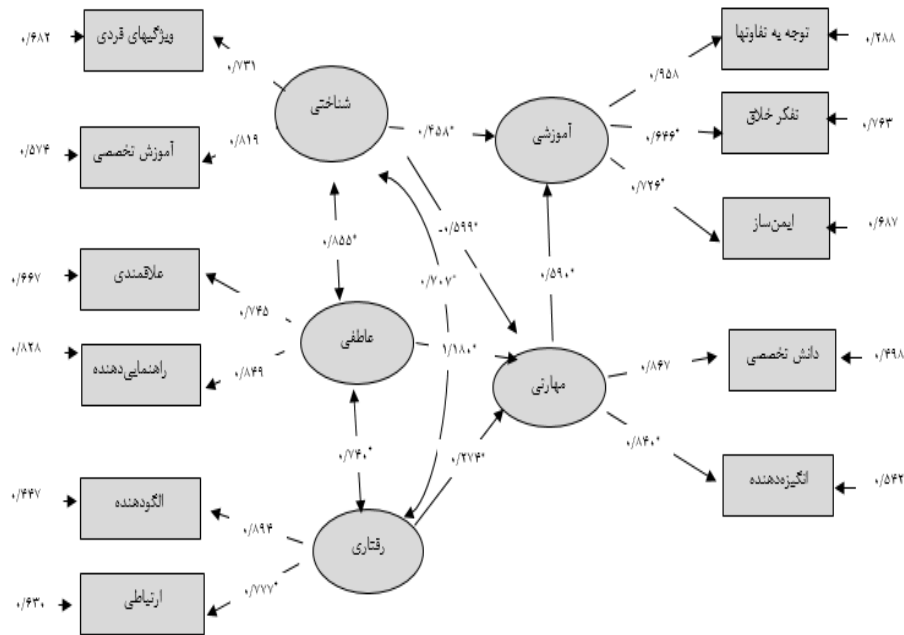 ویژگیهای فردی
۰/۶۸۲
۰/۷۳۱
شناختی
توجه به تفاوتها
۰/۲۸۸
۰/۹۵۸
آموزش تخصصی
۰/۵۷۴
۰/۸۱۹
۰/۴۵۸*
آموزشی
۰/۶۴۶*
تفکر خلاق
۰/۷۶۳
۰/۷۲۶*
ایمن‌ساز
۰/۶۸۷
۰/۸۵۵*
-۰/۵۹۹*
۰/۷۰۷*
۰/۵۹۰*
علاقمندی
۰/۶۶۷
۰/۷۴۵
عاطفی
۱/۱۸۰*
راهنمایی‌دهنده
۰/۸۲۸
۰/۸۴۹
مهارتی
۰/۸۶۷
دانش تخصصی
۰/۴۹۸
۰/۸۴۰*
انگیزه‌دهنده
۰/۵۴۲
۰/۷۴۰*
۰/۲۷۴*
الگودهنده
۰/۴۴۷
۰/۸۹۴
رفتاری
ارتباطی
۰/۶۳۰
۰/۷۷۷*